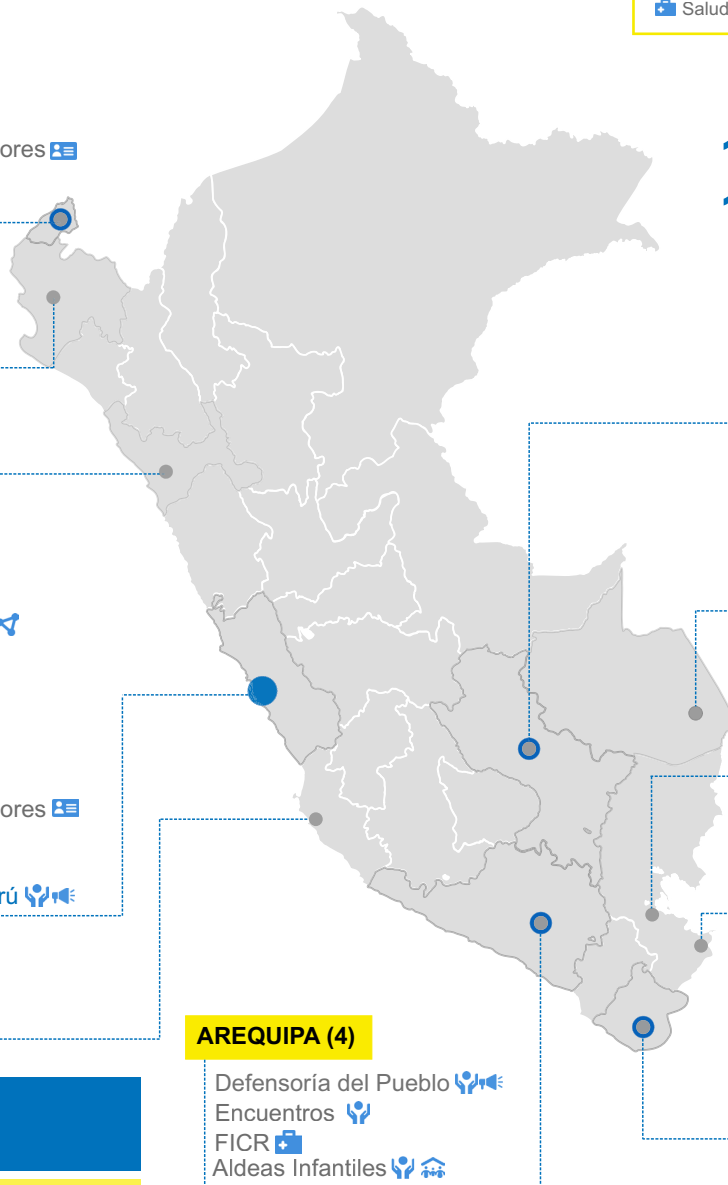 Salud
ores
ores
rú
AREQUIPA (4)
Defensoría del Pueblo
Encuentros
FICR
Aldeas Infantiles